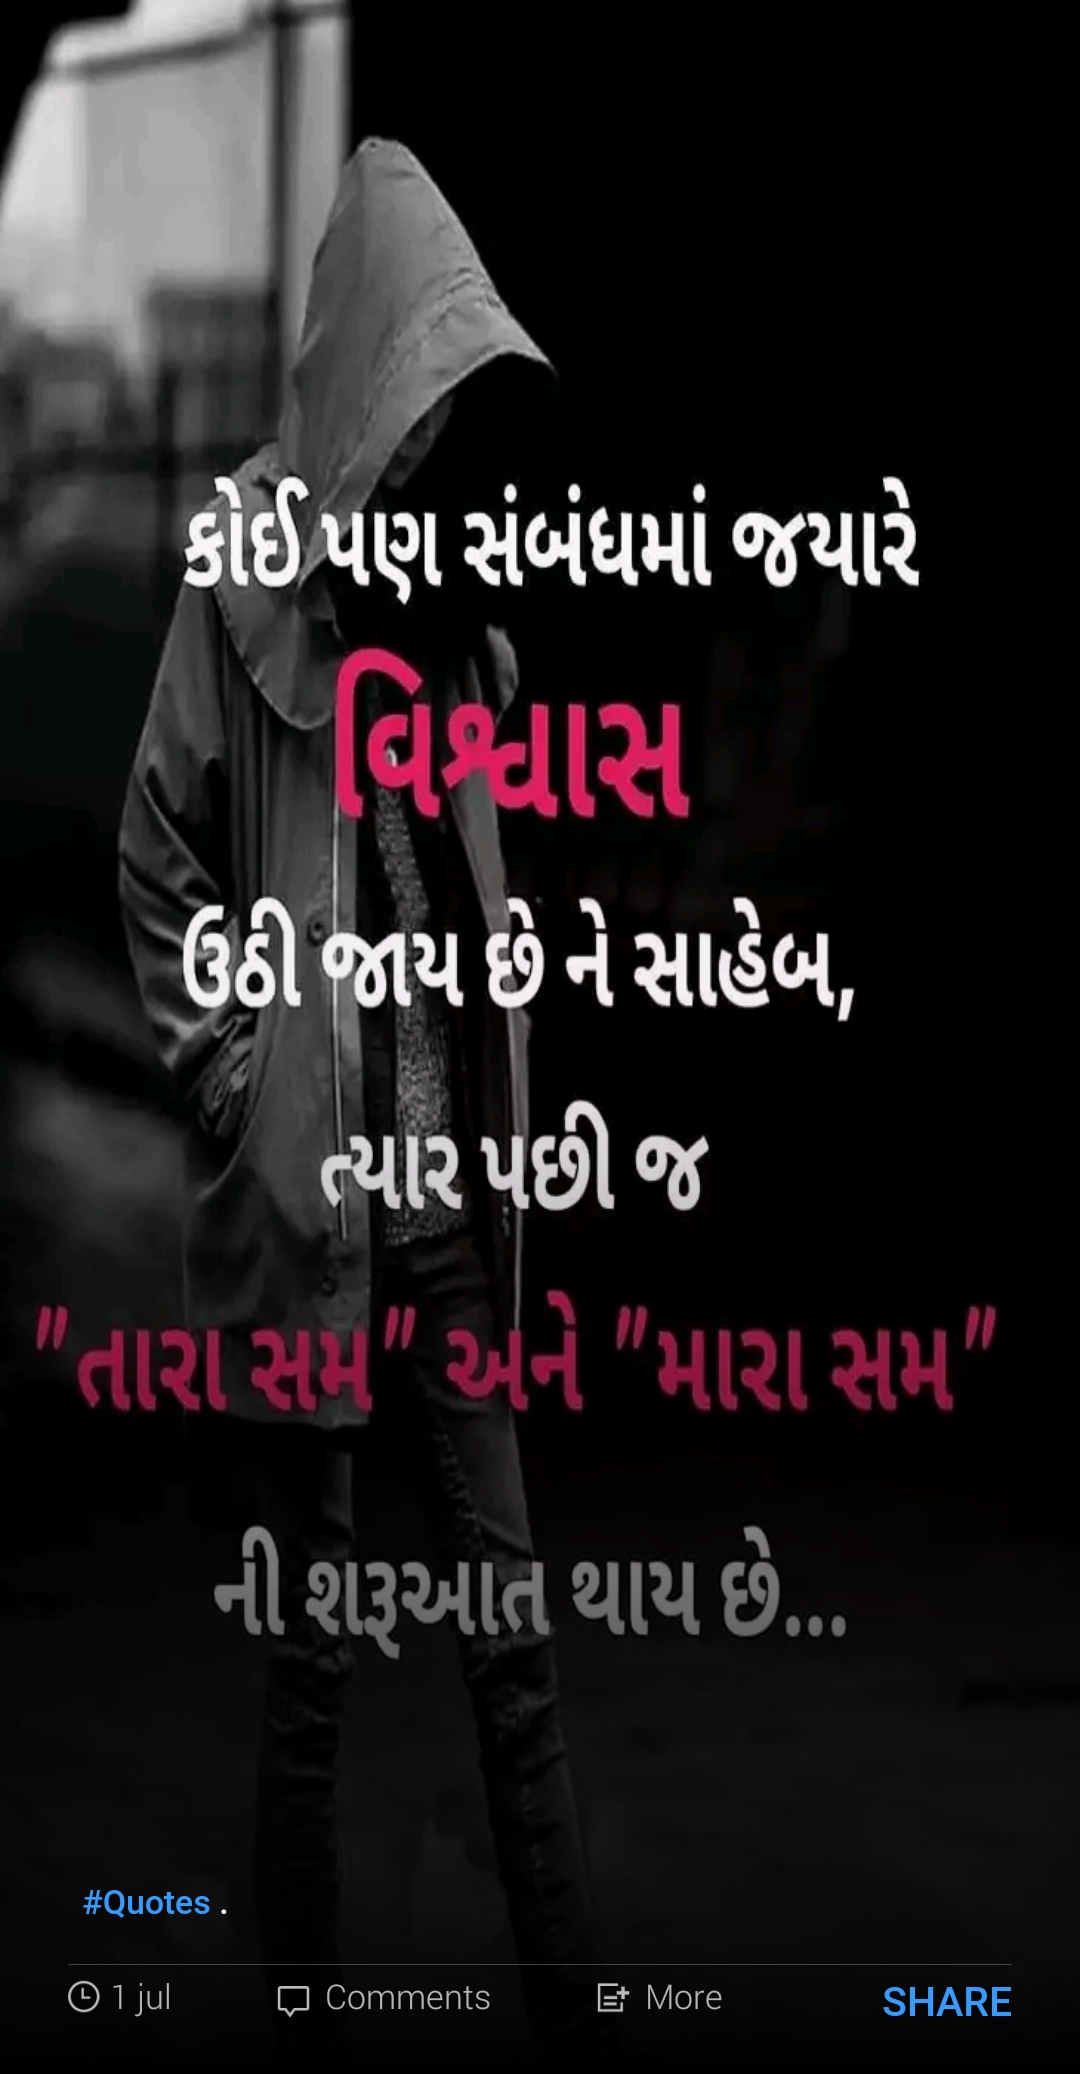 કોઈ પણ સંબંધમાં જયારે
વિશ્વાસ
ઉઠી જાય છે ને સાહેબ,
ત્યાર પછી જ
"તારા સમ" અને "મારા સમ"
ની શરૂઆત થાય છે...
#Quotes .
1 jul Comments More SHARE